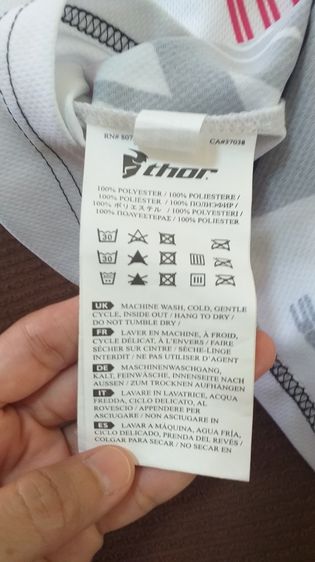 RN# 807
CA#37038
thor.
100% POLYESTER / 100% POLIESTERE /
100% POLIESTER / 100% ПОЛИЭФИР /
100% ポリエステル / 100% POLYESTERI /
100% ΠΟΛΥΕΣΤΕΡΑΣ / 100% POLIESTER
30
30
UK MACHINE WASH, COLD, GENTLE
CYCLE, INSIDE OUT / HANG TO DRY /
DO NOT TUMBLE DRY /
FR LAVER EN MACHINE, À FROID,
CYCLE DÉLICAT, À L'ENVERS / FAIRE
SÉCHER SUR CINTRE / SÈCHE-LINGE
INTERDIT / NE PAS UTILISER D'AGENT
DE MASCHINENWASCHGANG,
KALT, FEINWÄSCHE, INNENSEITE NACH
AUSSEN / ZUM TROCKNEN AUFHÄNGEN
IT LAVARE IN LAVATRICE, ACQUA
FREDDA, CICLO DELICATO, AL
ROVESCIO / APPENDERE PER
ASCIUGARE / NON ASCIUGARE IN
ES LAVAR A MÁQUINA, AGUA FRÍA,
CICLO DELICADO, PRENDA DEL REVÉS /
COLGAR PARA SECAR / NO SECAR EN